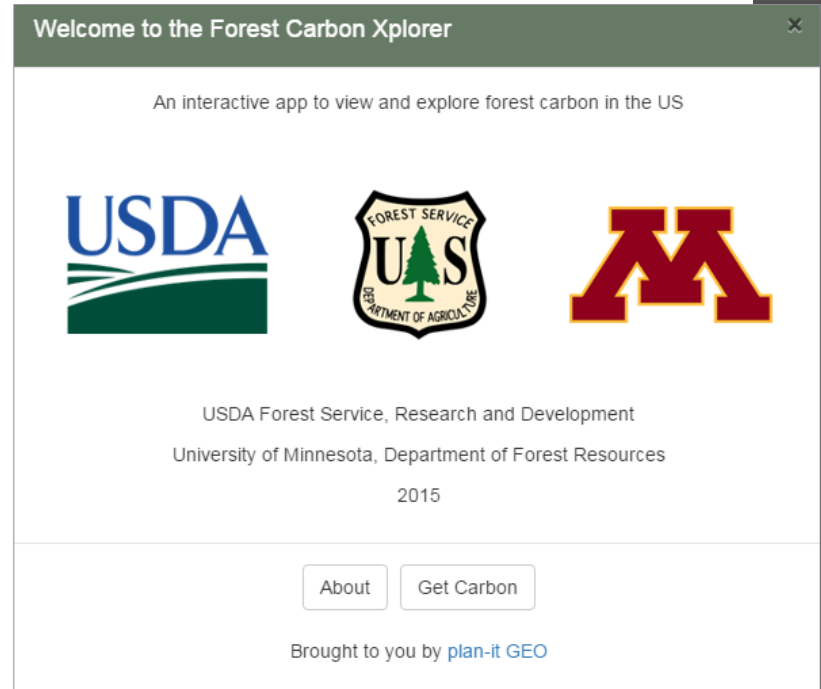 Welcome to the Forest Carbon Xplorer
×
An interactive app to view and explore forest carbon in the US
USDA
FOREST SERVICE
U S
DEPARTMENT OF AGRICULTURE
M
USDA Forest Service, Research and Development
University of Minnesota, Department of Forest Resources
2015
About Get Carbon
Brought to you by plan-it GEO